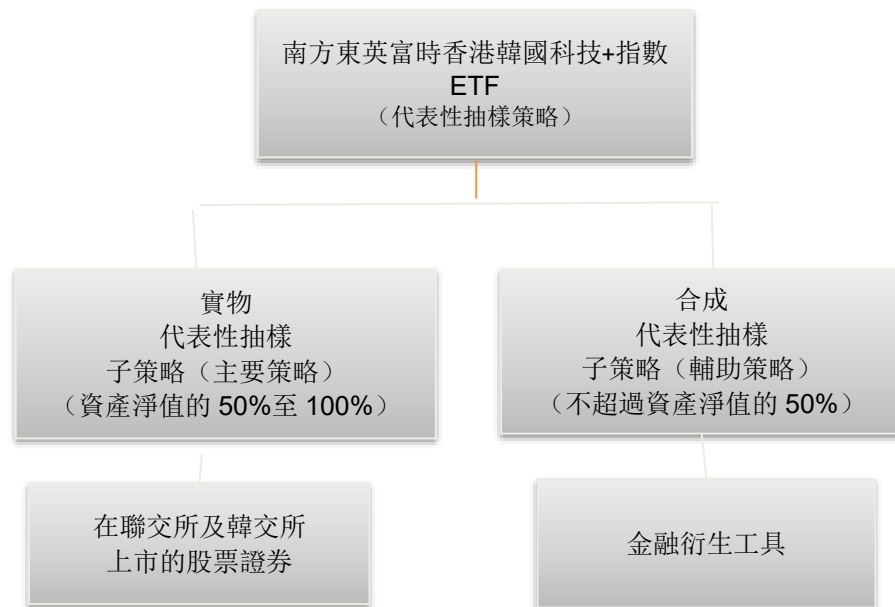 南方東英富時香港韓國科技+指數
ETF
（代表性抽樣策略）
實物
代表性抽樣
子策略（主要策略）
（資產淨值的 50%至 100%）
合成
代表性抽樣
子策略（輔助策略）
（不超過資產淨值的 50%）
在聯交所及韓交所
上市的股票證券
金融衍生工具